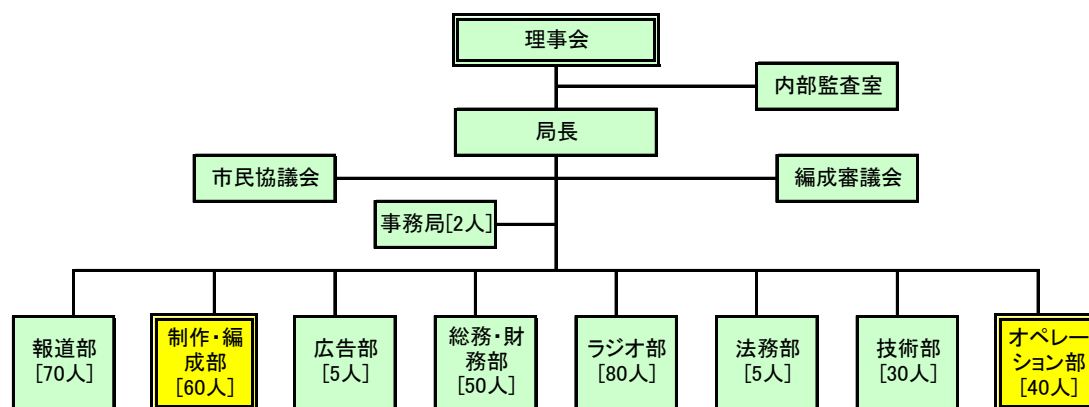 理事会
内部監査室
局長
市民協議会
編成審議会
事務局[2人]
報道部
[70人]
制作・編
成部
[60人]
広告部
[5人]
総務・財
務部
[50人]
ラジオ部
[80人]
法務部
[5人]
技術部
[30人]
オペレー
ション部
[40人]